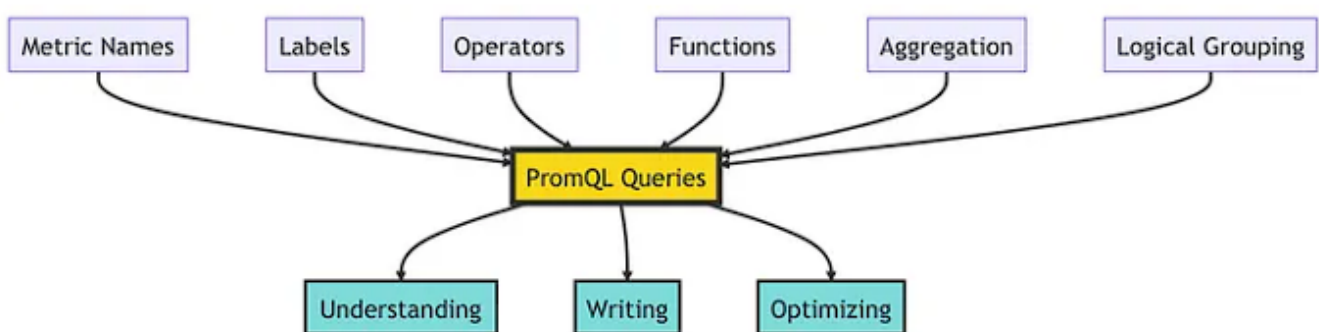 Metric Names
Labels
Operators
Functions
Aggregation
Logical Grouping
PromQL Queries
Understanding
Writing
Optimizing